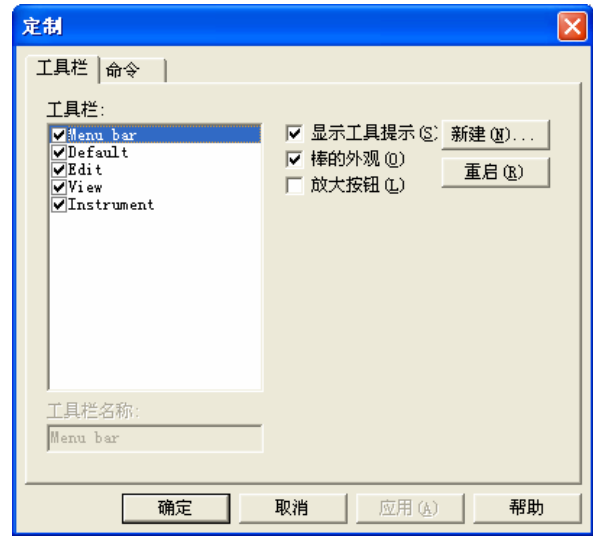 定制
工具栏 命令
工具栏:
Menu bar
Default
Edit
View
Instrument
显示工具提示(S)
棒的外观(O)
放大按钮(L)
新建(N)...
重启(R)
工具栏名称:
Menu bar
确定 取消 应用(A) 帮助